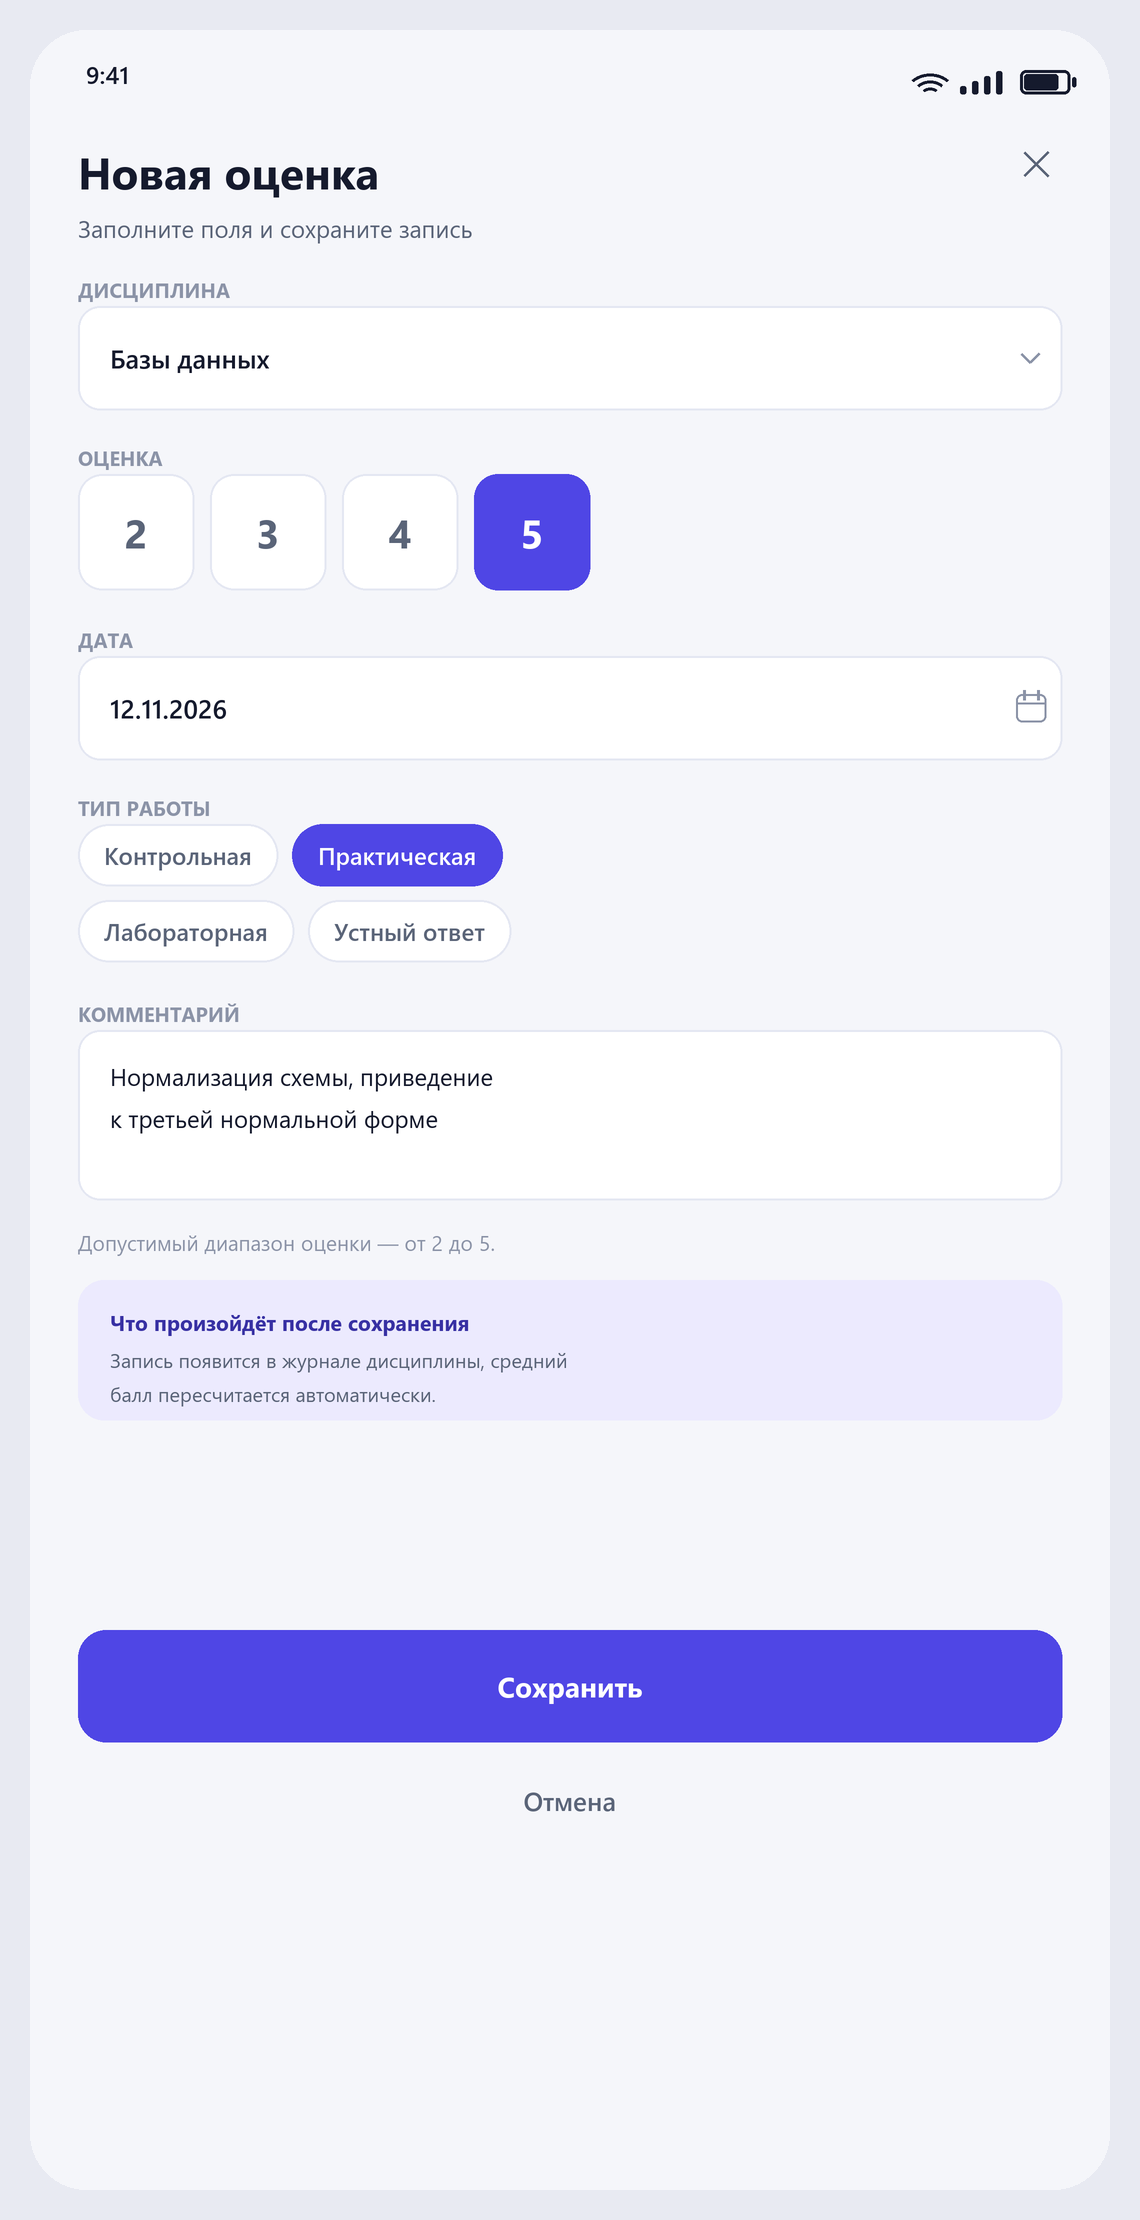 9:41
Новая оценка
Заполните поля и сохраните запись
ДИСЦИПЛИНА
Базы данных
ОЦЕНКА
2 3 4 5
ДАТА
12.11.2026
ТИП РАБОТЫ
Контрольная Практическая
Лабораторная Устный ответ
КОММЕНТАРИЙ
Нормализация схемы, приведение
к третьей нормальной форме
Допустимый диапазон оценки — от 2 до 5.
Что произойдёт после сохранения
Запись появится в журнале дисциплины, средний
балл пересчитается автоматически.
Сохранить
Отмена